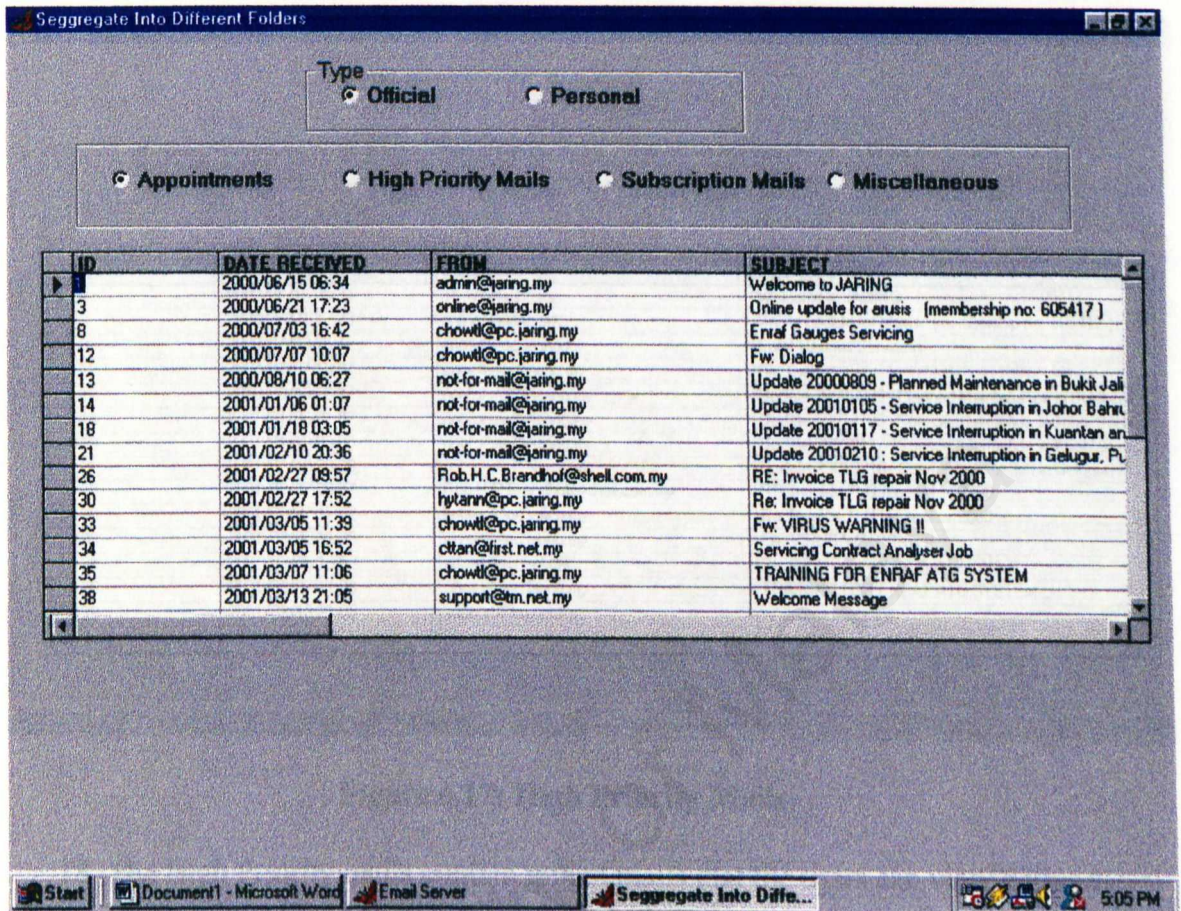 Seggregate Into Different Folders
Type
Official Personal
Appointments High Priority Mails Subscription Mails Miscellaneous
ID DATE RECEIVED FROM SUBJECT
1 2000/06/15 06:34 admin@jaring.my Welcome to JARING
3 2000/06/21 17:23 online@jaring.my Online update for arusis (membership no: 605417 )
8 2000/07/03 16:42 chowtl@pc.jaring.my Enraf Gauges Servicing
12 2000/07/07 10:07 chowtl@pc.jaring.my Fw: Dialog
13 2000/08/10 06:27 not-for-mail@jaring.my Update 20000809 - Planned Maintenance in Bukit Jali
14 2001/01/06 01:07 not-for-mail@jaring.my Update 20010105 - Service Interruption in Johor Bahru
18 2001/01/18 03:05 not-for-mail@jaring.my Update 20010117 - Service Interruption in Kuantan an
21 2001/02/10 20:36 not-for-mail@jaring.my Update 20010210 : Service Interruption in Gelugur, Pu
26 2001/02/27 09:57 Rob.H.C.Brandhof@shell.com.my RE: Invoice TLG repair Nov 2000
30 2001/02/27 17:52 hytann@pc.jaring.my Re: Invoice TLG repair Nov 2000
33 2001/03/05 11:39 chowtl@pc.jaring.my Fw: VIRUS WARNING !!
34 2001/03/05 16:52 cttan@first.net.my Servicing Contract Analyser Job
35 2001/03/07 11:06 chowtl@pc.jaring.my TRAINING FOR ENRAF ATG SYSTEM
38 2001/03/13 21:05 support@tm.net.my Welcome Message
Start Document1 - Microsoft Word Email Server Seggregate Into Diffe... 5:05 PM